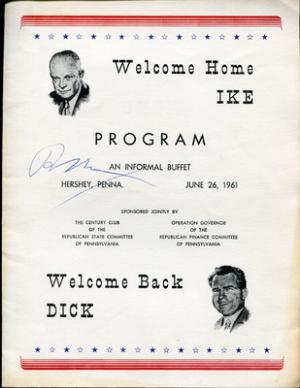 Welcome Home
IKE
PROGRAM
AN INFORMAL BUFFET
HERSHEY, PENNA. JUNE 26, 1961
SPONSORED JOINTLY BY
THE CENTURY CLUB OPERATION GOVERNOR
OF THE OF THE
REPUBLICAN STATE COMMITTEE REPUBLICAN FINANCE COMMITTEE
OF PENNSYLVANIA OF PENNSYLVANIA
Welcome Back
DICK